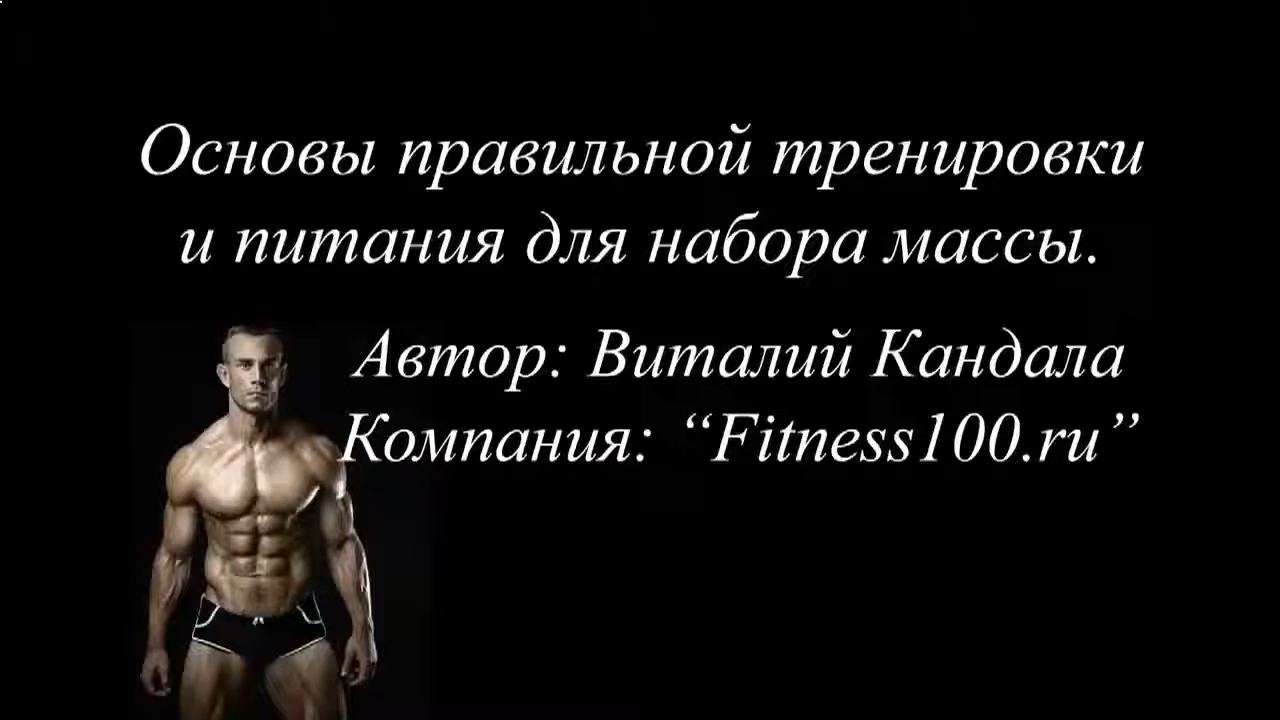 Основы правильной тренировки
и питания для набора массы.
Автор: Виталий Кандала
Компания: “Fitness100.ru”